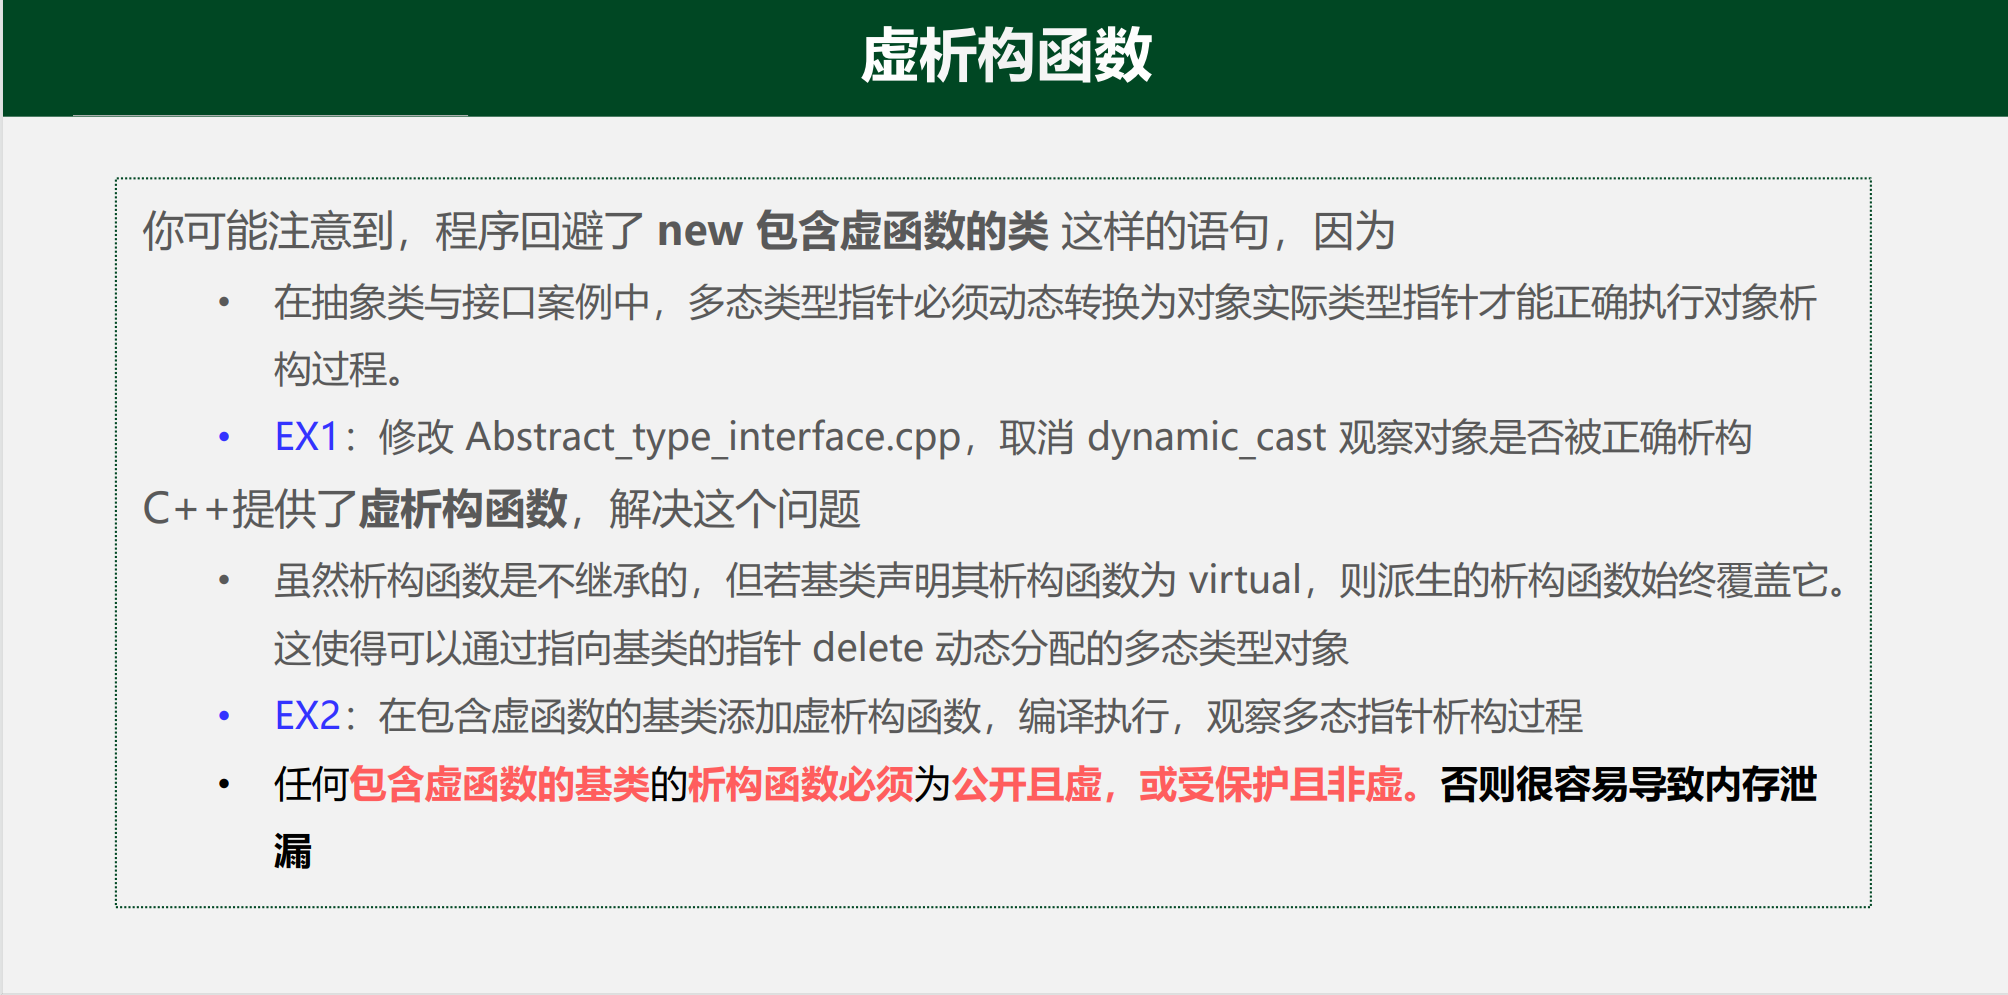 虚析构函数
你可能注意到，程序回避了 new 包含虚函数的类 这样的语句，因为
• 在抽象类与接口案例中，多态类型指针必须动态转换为对象实际类型指针才能正确执行对象析
构过程。
• EX1：修改 Abstract_type_interface.cpp，取消 dynamic_cast 观察对象是否被正确析构
C++提供了虚析构函数，解决这个问题
• 虽然析构函数是不继承的，但若基类声明其析构函数为 virtual，则派生的析构函数始终覆盖它。
这使得可以通过指向基类的指针 delete 动态分配的多态类型对象
• EX2：在包含虚函数的基类添加虚析构函数，编译执行，观察多态指针析构过程
• 任何包含虚函数的基类的析构函数必须为公开且虚，或受保护且非虚。否则很容易导致内存泄
漏